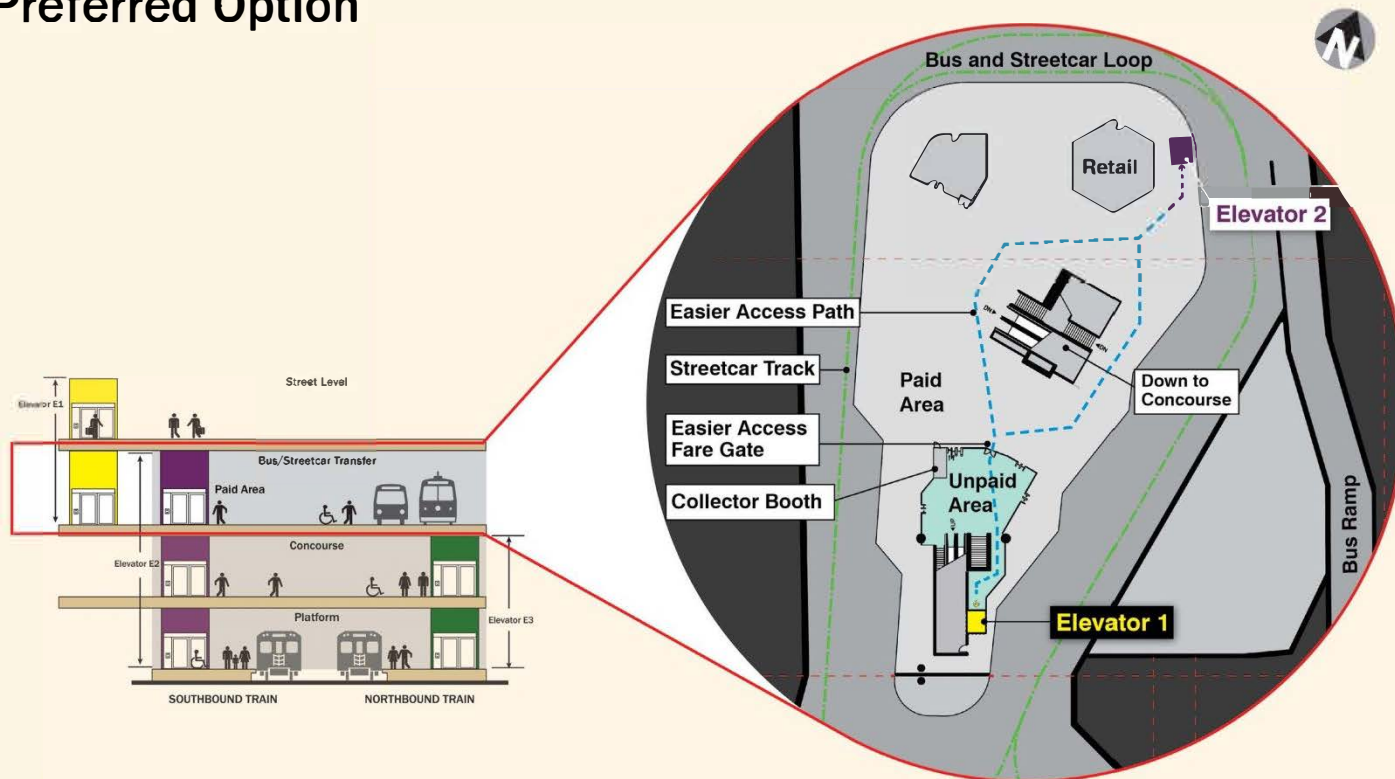 Preferred Option
N
Bus and Streetcar Loop
Retail
Elevator 2
Easier Access Path
DN
Streetcar Track
Paid
Area
DN
Down to
Concourse
Easier Access
Fare Gate
Unpaid
Area
Collector Booth
Bus Ramp
Elevator 1
Street Level
Elevator E1
Bus/Streetcar Transfer
Paid Area
Concourse
Elevator E2
Platform
Elevator E3
SOUTHBOUND TRAIN
NORTHBOUND TRAIN